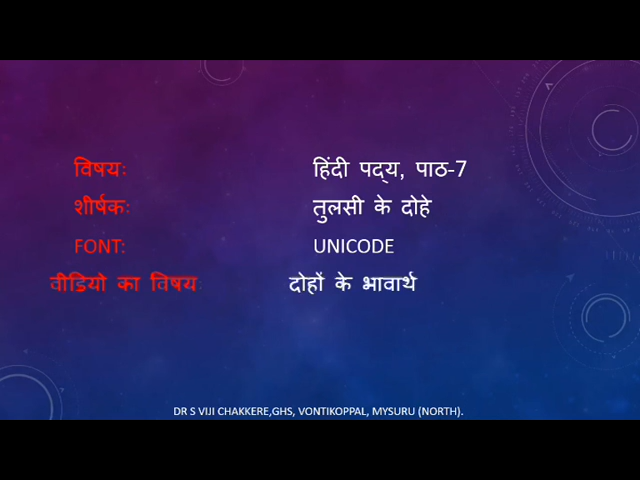 विषयः हिंदी पद्य, पाठ-7
शीर्षकः तुलसी के दोहे
FONT: UNICODE
वीडियो का विषयः दोहों के भावार्थ
DR S VIJI CHAKKERE,GHS, VONTIKOPPAL, MYSURU (NORTH).